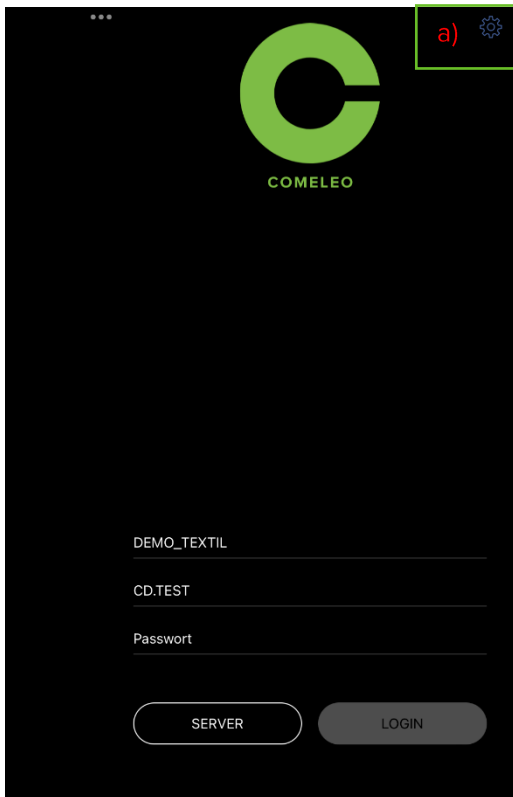 a)
COMELEO
DEMO_TEXTIL
CD.TEST
Passwort
SERVER
LOGIN